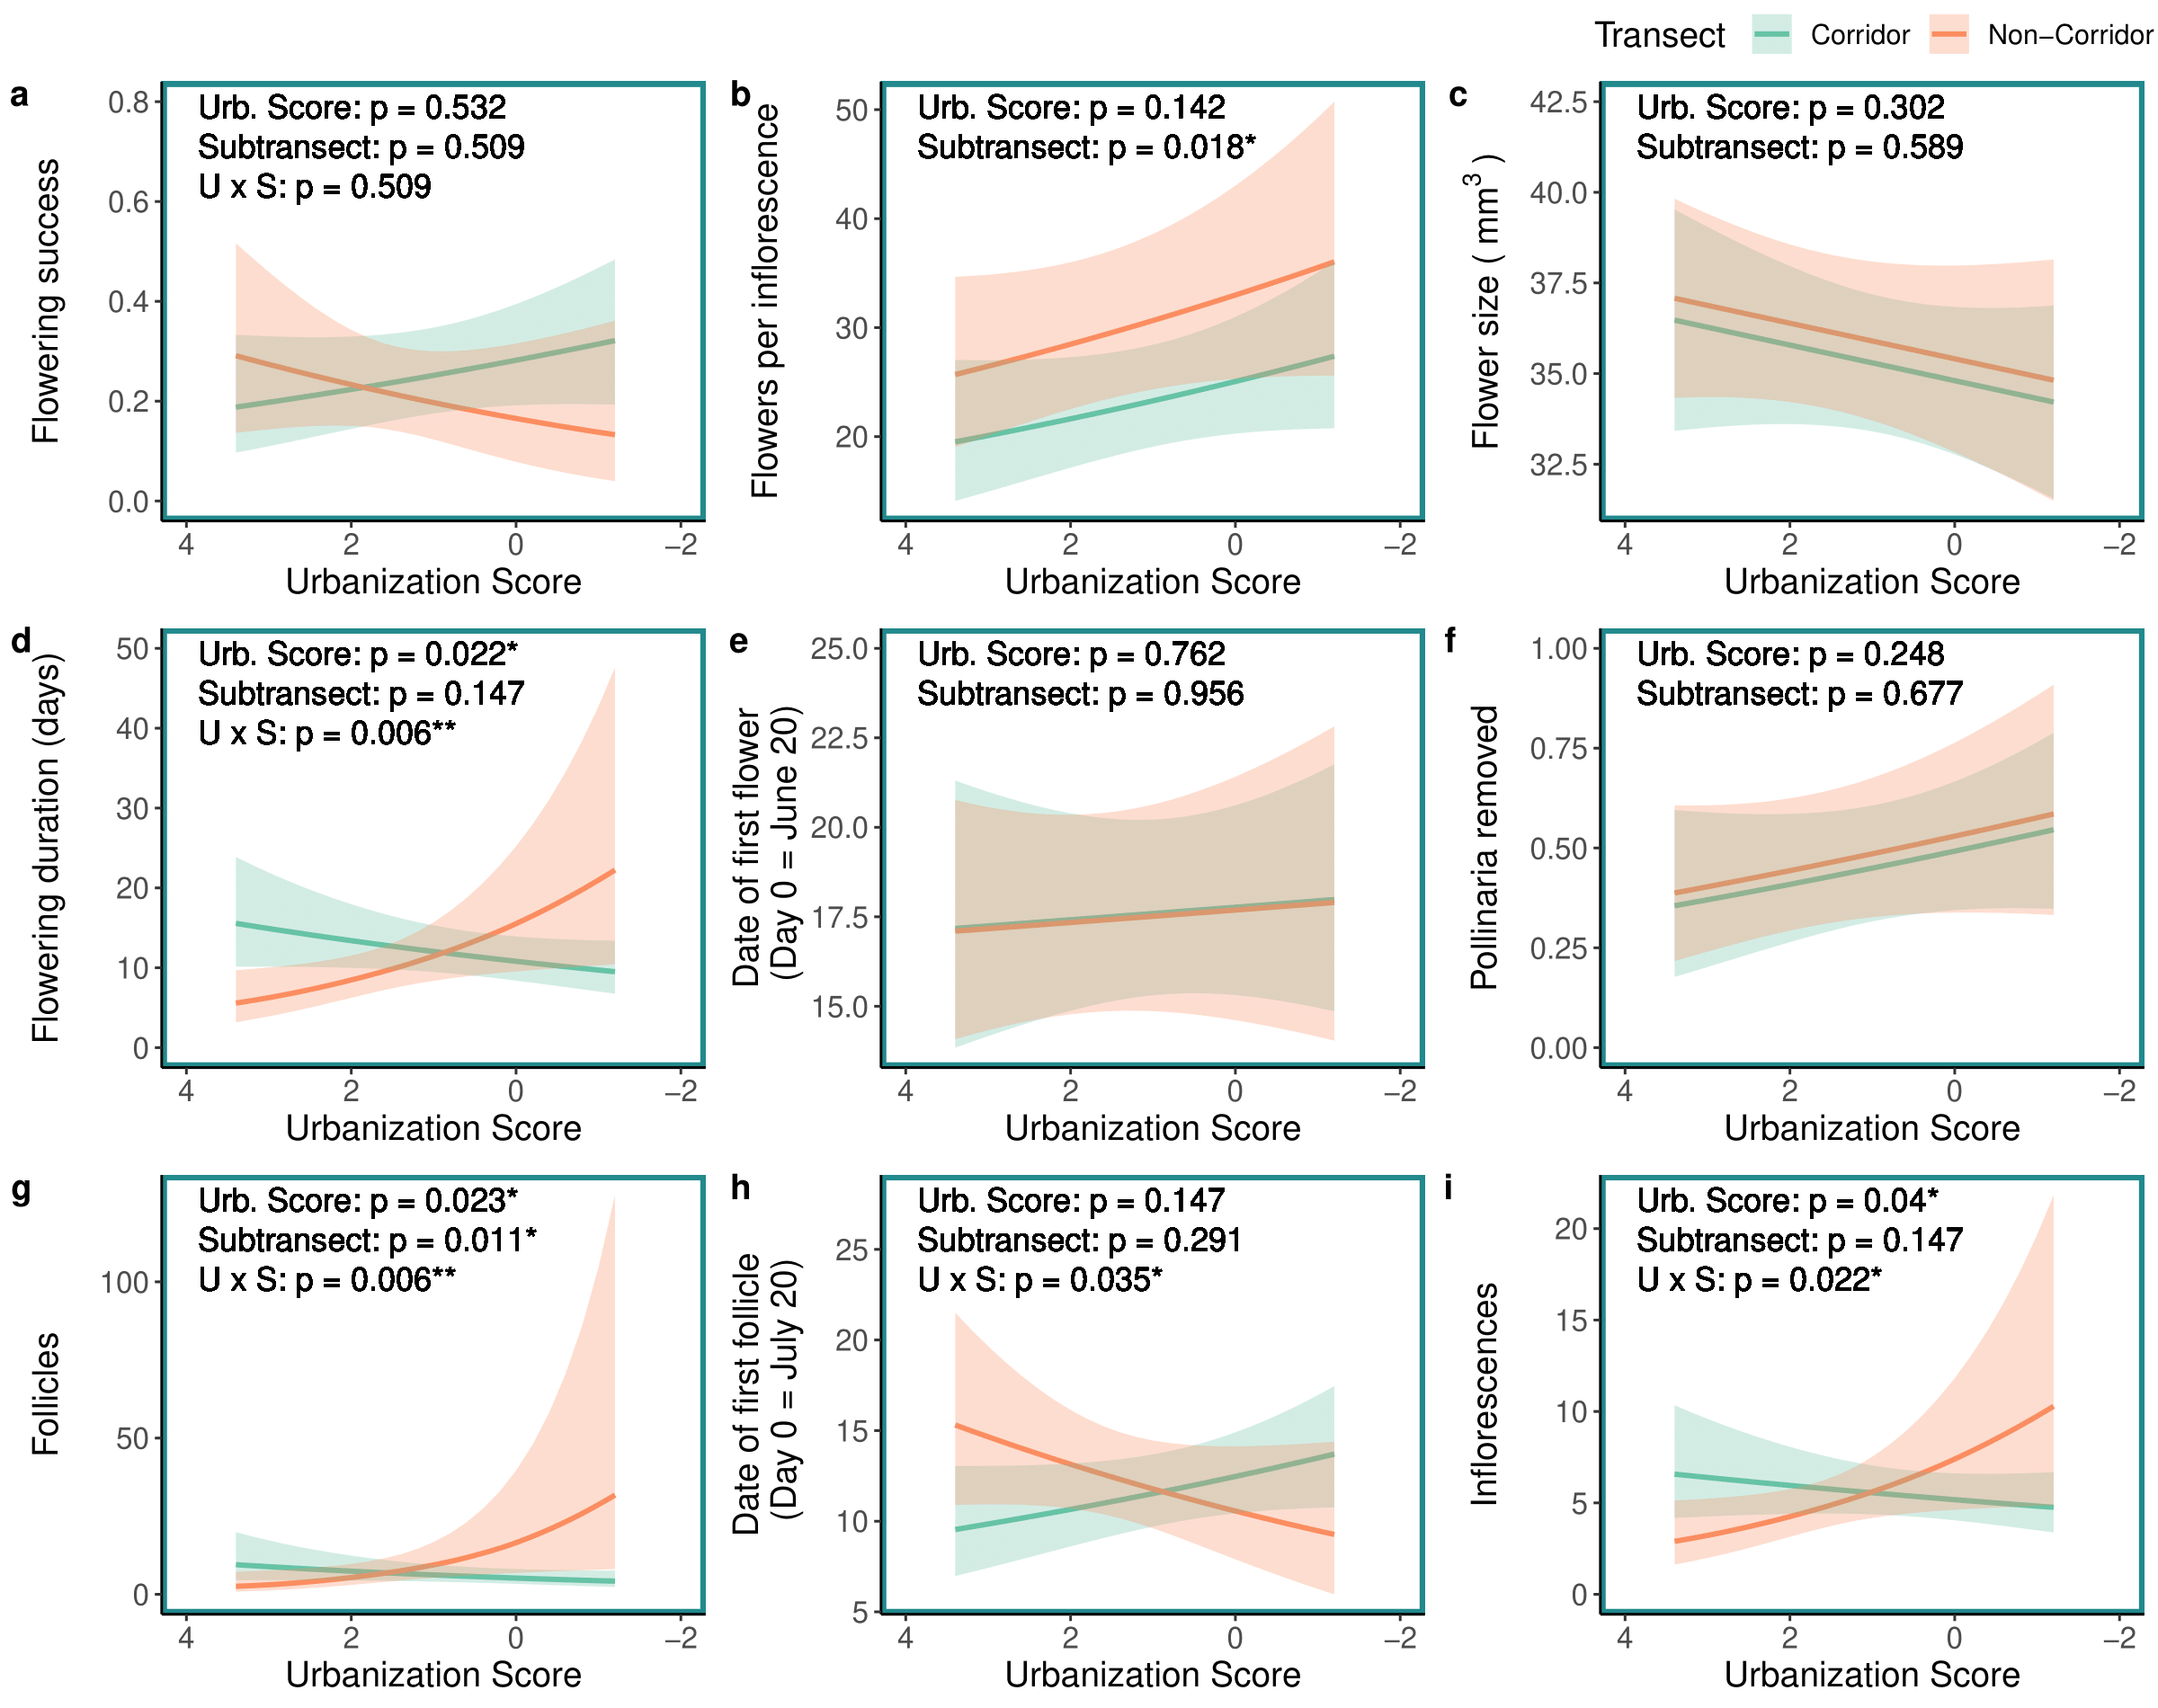 Transect Corridor Non−Corridor
a
Urb. Score: p = 0.532
Subtransect: p = 0.509
U x S: p = 0.509
Flowering success
0.8
0.6
0.4
0.2
0.0
4 2 0 −2
Urbanization Score
b
Urb. Score: p = 0.142
Subtransect: p = 0.018*
Flowers per inflorescence
50
40
30
20
4 2 0 −2
Urbanization Score
c
Urb. Score: p = 0.302
Subtransect: p = 0.589
Flower size ( mm³ )
42.5
40.0
37.5
35.0
32.5
4 2 0 −2
Urbanization Score
d
Urb. Score: p = 0.022*
Subtransect: p = 0.147
U x S: p = 0.006**
Flowering duration (days)
50
40
30
20
10
0
4 2 0 −2
Urbanization Score
e
Urb. Score: p = 0.762
Subtransect: p = 0.956
Date of first flower
(Day 0 = June 20)
25.0
22.5
20.0
17.5
15.0
4 2 0 −2
Urbanization Score
f
Urb. Score: p = 0.248
Subtransect: p = 0.677
Pollinaria removed
1.00
0.75
0.50
0.25
0.00
4 2 0 −2
Urbanization Score
g
Urb. Score: p = 0.023*
Subtransect: p = 0.011*
U x S: p = 0.006**
Follicles
100
50
0
4 2 0 −2
Urbanization Score
h
Urb. Score: p = 0.147
Subtransect: p = 0.291
U x S: p = 0.035*
Date of first follicle
(Day 0 = July 20)
25
20
15
10
5
4 2 0 −2
Urbanization Score
i
Urb. Score: p = 0.04*
Subtransect: p = 0.147
U x S: p = 0.022*
Inflorescences
20
15
10
5
0
4 2 0 −2
Urbanization Score